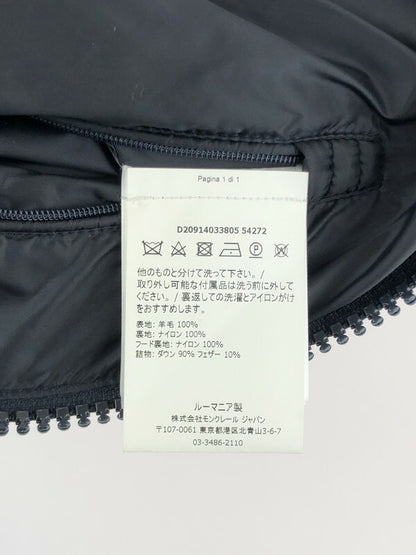 Pagina 1 di 1
D20914033805 54272
他のものと分けて洗って下さい。/
取り外し可能な付属品は洗う前に外して
ください。/裏返しての洗濯とアイロンがけ
をおすすめします。
表地: 羊毛 100%
裏地: ナイロン 100%
フード裏地: ナイロン 100%
詰物: ダウン 90% フェザー 10%
ルーマニア製
株式会社モンクレール ジャパン
〒107-0061 東京都港区北青山3-6-7
03-3486-2110